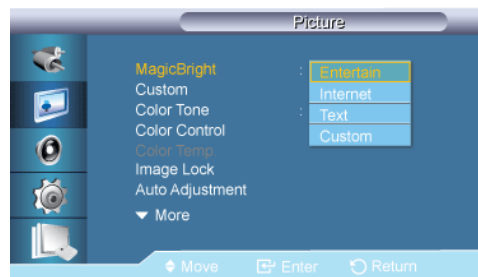 Picture
MagicBright : Entertain
Custom Internet
Color Tone : Text
Color Control Custom
Color Temp.
Image Lock
Auto Adjustment
▼ More
Move Enter Return